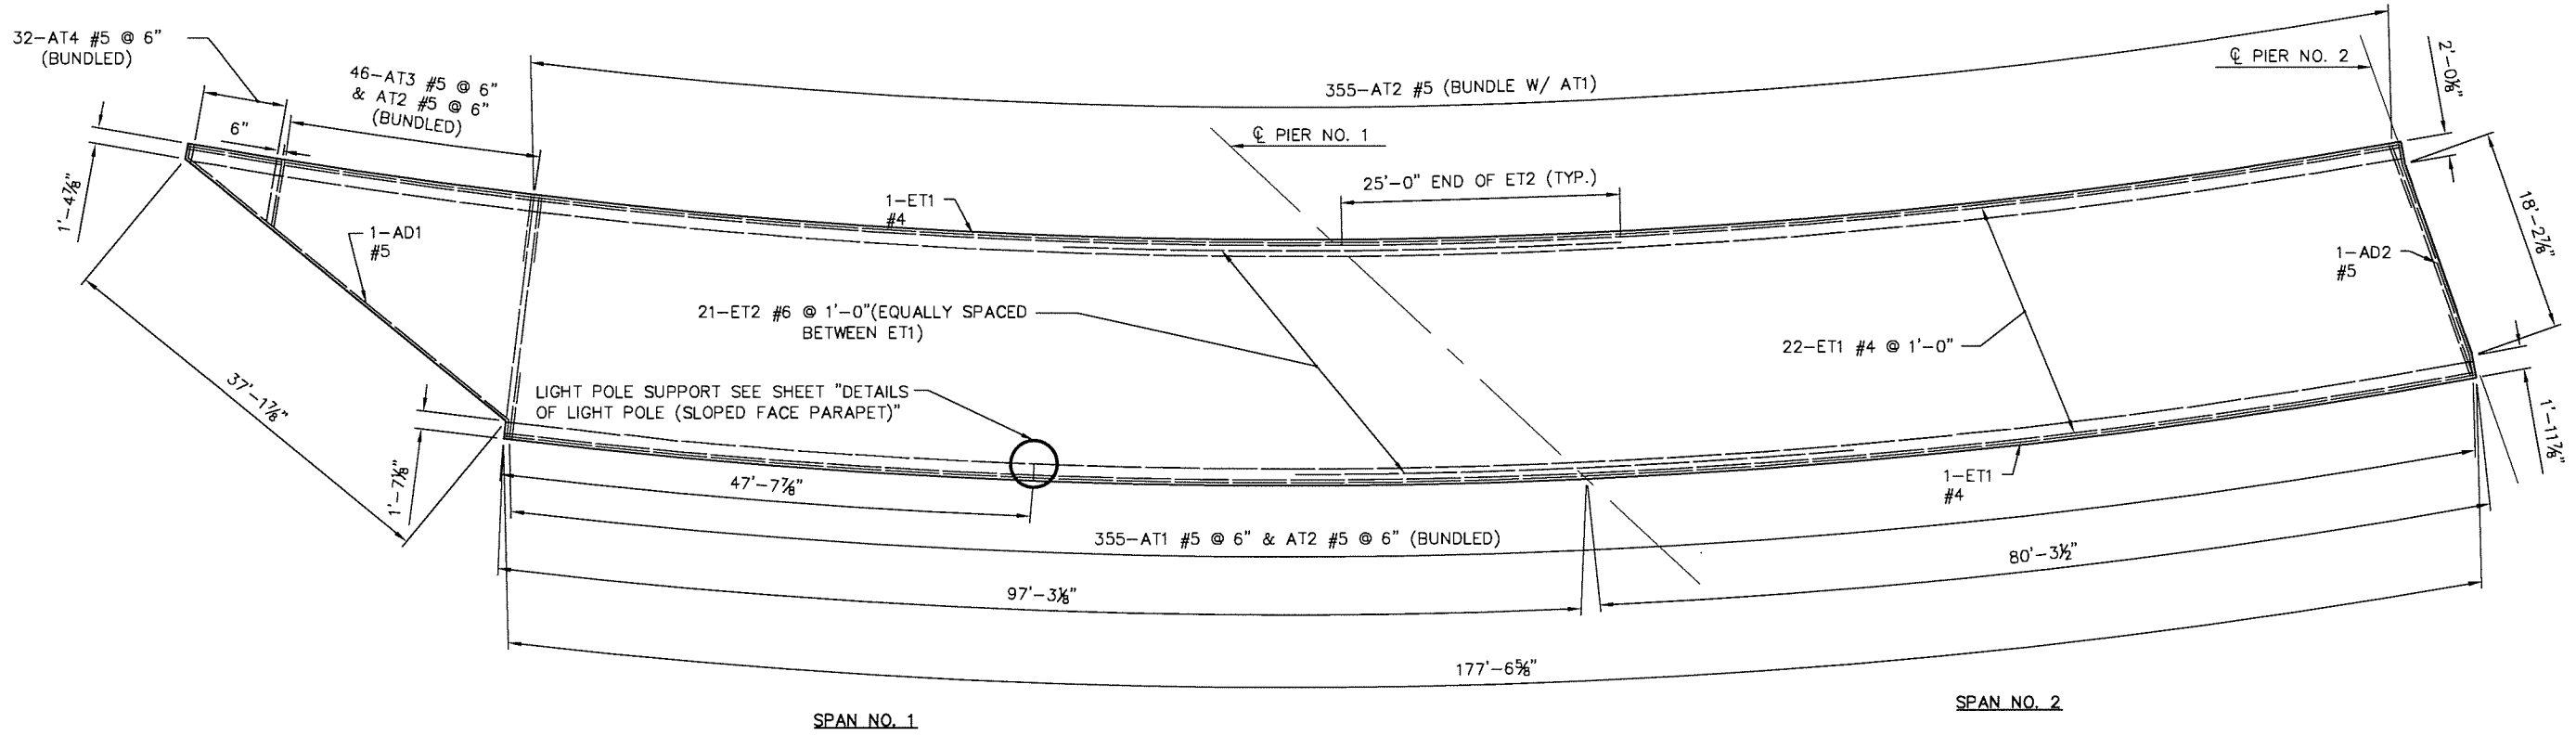 32-AT4 #5 @ 6"
(BUNDLED)
46-AT3 #5 @ 6"
& AT2 #5 @ 6"
(BUNDLED)
6"
1'-4⅞"
355-AT2 #5 (BUNDLE W/ AT1)
℄ PIER NO. 2
2'-0⅛"
℄ PIER NO. 1
25'-0" END OF ET2 (TYP.)
1-ET1
#4
18'-2⅞"
1-AD1
#5
1-AD2
#5
21-ET2 #6 @ 1'-0"(EQUALLY SPACED
BETWEEN ET1)
22-ET1 #4 @ 1'-0"
37'-1⅞"
LIGHT POLE SUPPORT SEE SHEET "DETAILS
OF LIGHT POLE (SLOPED FACE PARAPET)"
1'-7⅛"
47'-7⅞"
1-ET1
#4
1'-11⅞"
355-AT1 #5 @ 6" & AT2 #5 @ 6" (BUNDLED)
80'-3½"
97'-3⅛"
177'-6⅝"
SPAN NO. 1
SPAN NO. 2